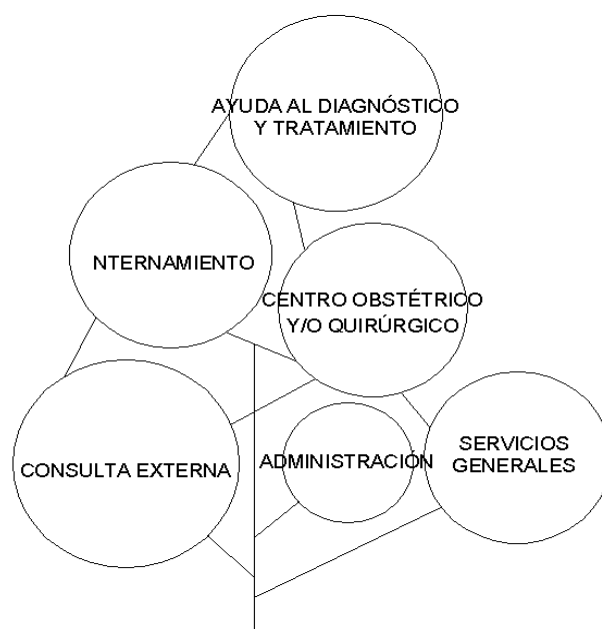 AYUDA AL DIAGNÓSTICO
Y TRATAMIENTO
NTERNAMIENTO
CENTRO OBSTÉTRICO
Y/O QUIRÚRGICO
CONSULTA EXTERNA
ADMINISTRACIÓN
SERVICIOS
GENERALES